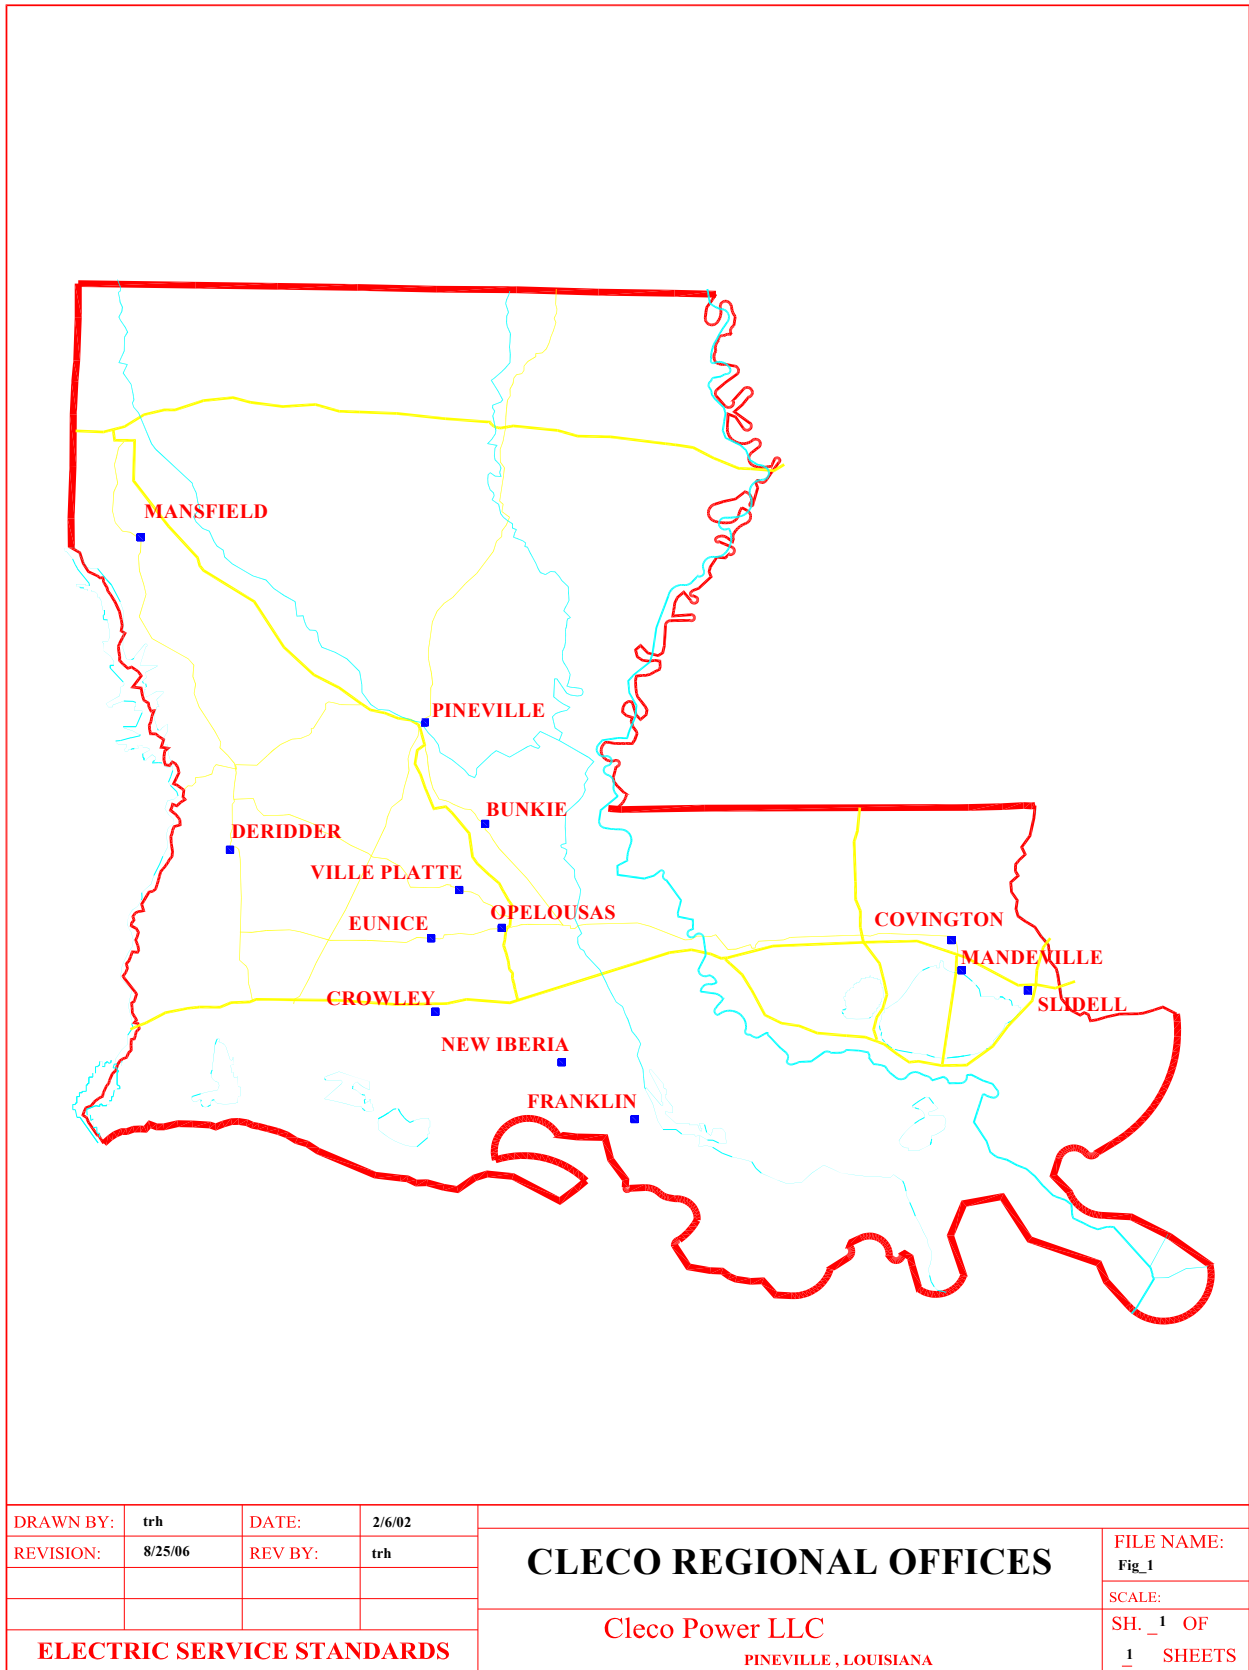 MANSFIELD
PINEVILLE
BUNKIE
DERIDDER
VILLE PLATTE
OPELOUSAS
EUNICE
COVINGTON
MANDEVILLE
CROWLEY
SLIDELL
NEW IBERIA
FRANKLIN
DRAWN BY: trh DATE: 2/6/02
REVISION: 8/25/06 REV BY: trh
ELECTRIC SERVICE STANDARDS
CLECO REGIONAL OFFICES
Cleco Power LLC
PINEVILLE , LOUISIANA
FILE NAME:
Fig_1
SCALE:
SH. _1 OF
_1 SHEETS